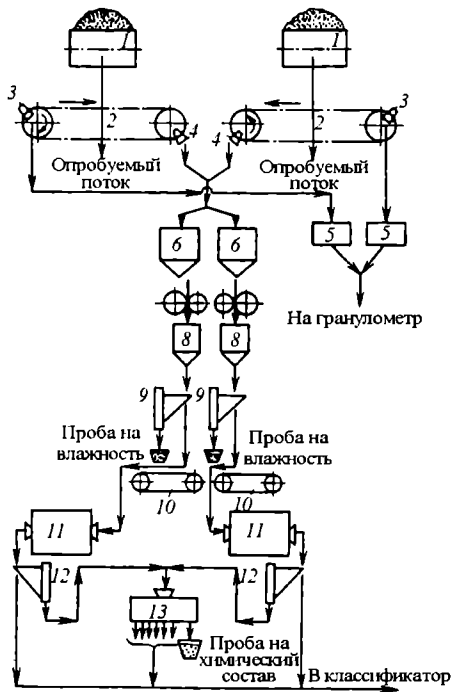 1
1
3
3
2
2
4
4
Опробуемый
поток
Опробуемый
поток
5
5
6
6
На гранулометр
8
8
9
9
Проба на
влажность
Проба на
влажность
10
10
11
11
12
12
13
Проба на
химический
состав
В классификатор